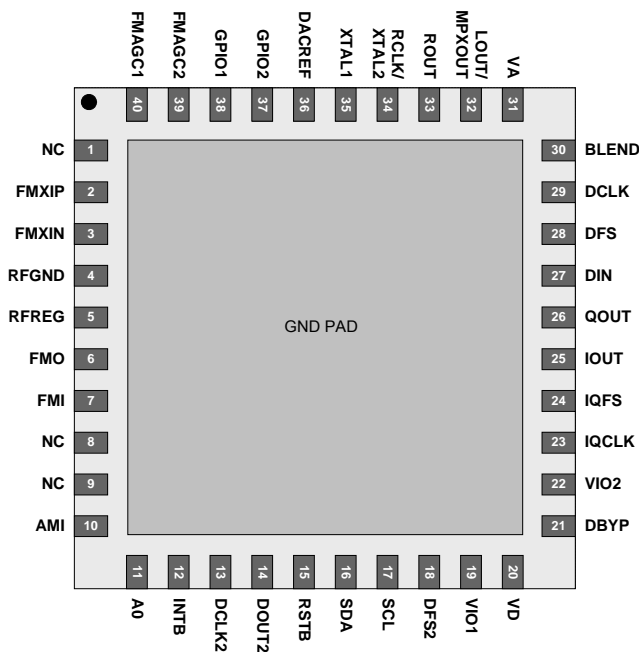 FMAGC1
FMAGC2
GPIO1
GPIO2
DACREF
XTAL1
RCLK/
XTAL2
ROUT
LOUT/
MPXOUT
VA
40
39
38
37
36
35
34
33
32
31
NC 1
FMXIP 2
FMXIN 3
RFGND 4
RFREG 5
FMO 6
FMI 7
NC 8
NC 9
AMI 10
GND PAD
30 BLEND
29 DCLK
28 DFS
27 DIN
26 QOUT
25 IOUT
24 IQFS
23 IQCLK
22 VIO2
21 DBYP
11
12
13
14
15
16
17
18
19
20
A0
INTB
DCLK2
DOUT2
RSTB
SDA
SCL
DFS2
VIO1
VD